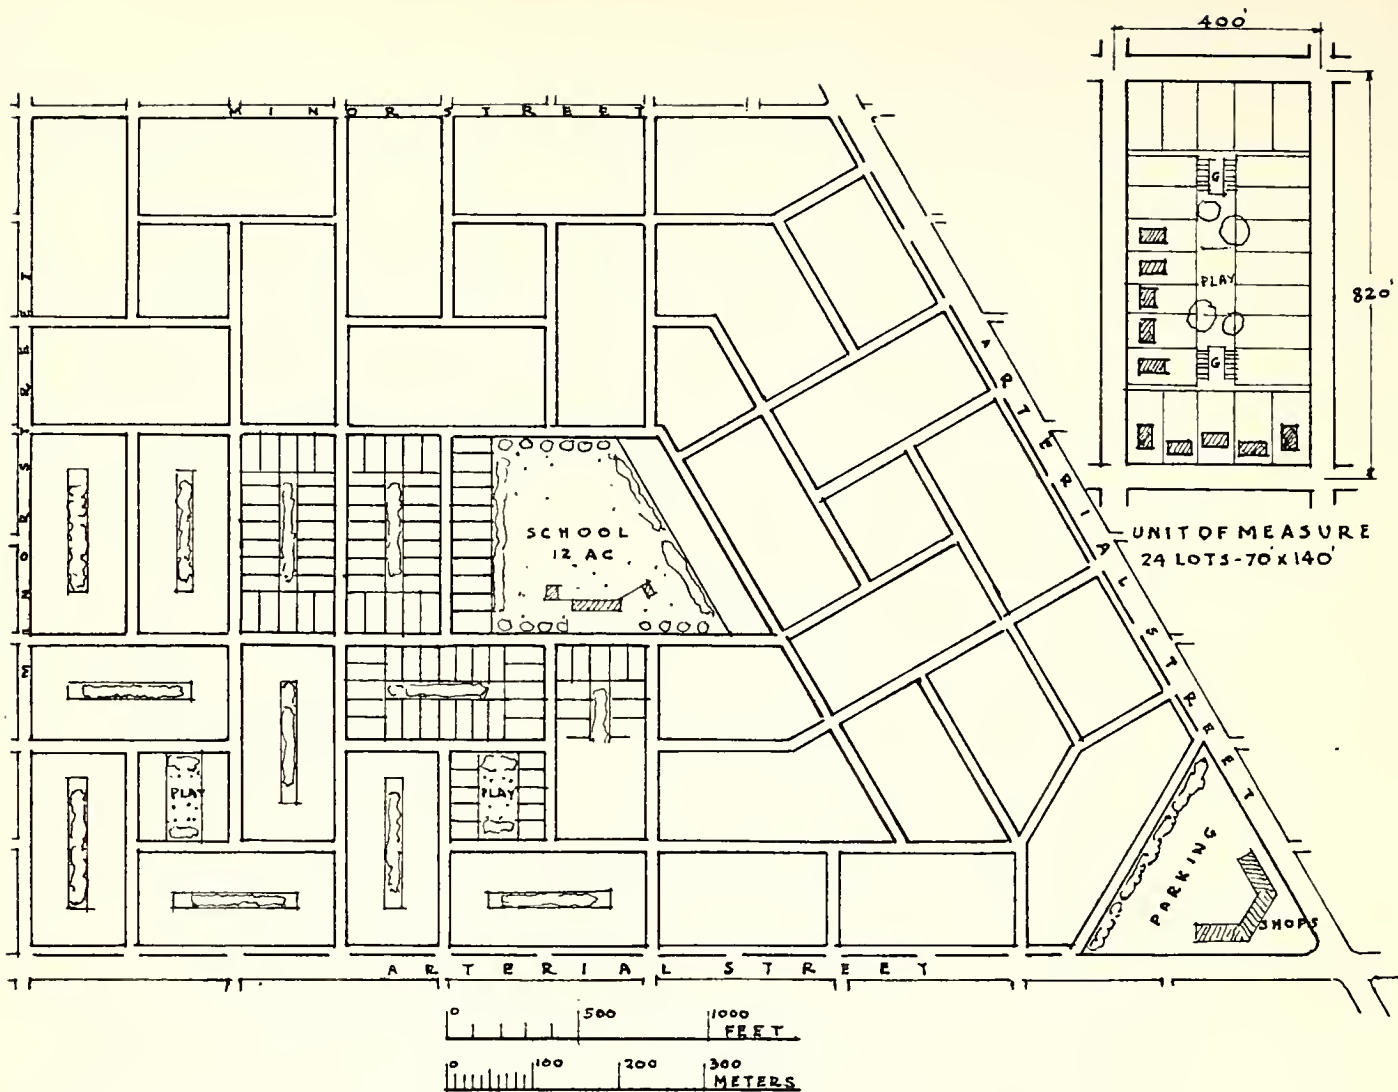 400'
MINOR STREET
G
PLAY
820'
G
MINOR STREET
ARTERIAL STREET
UNIT OF MEASURE
24 LOTS-70'X140'
SCHOOL
12 AC
PLAY
PLAY
PARKING
SHOPS
ARTERIAL STREET
0 500 1000
FEET
0 100 200 300
METERS